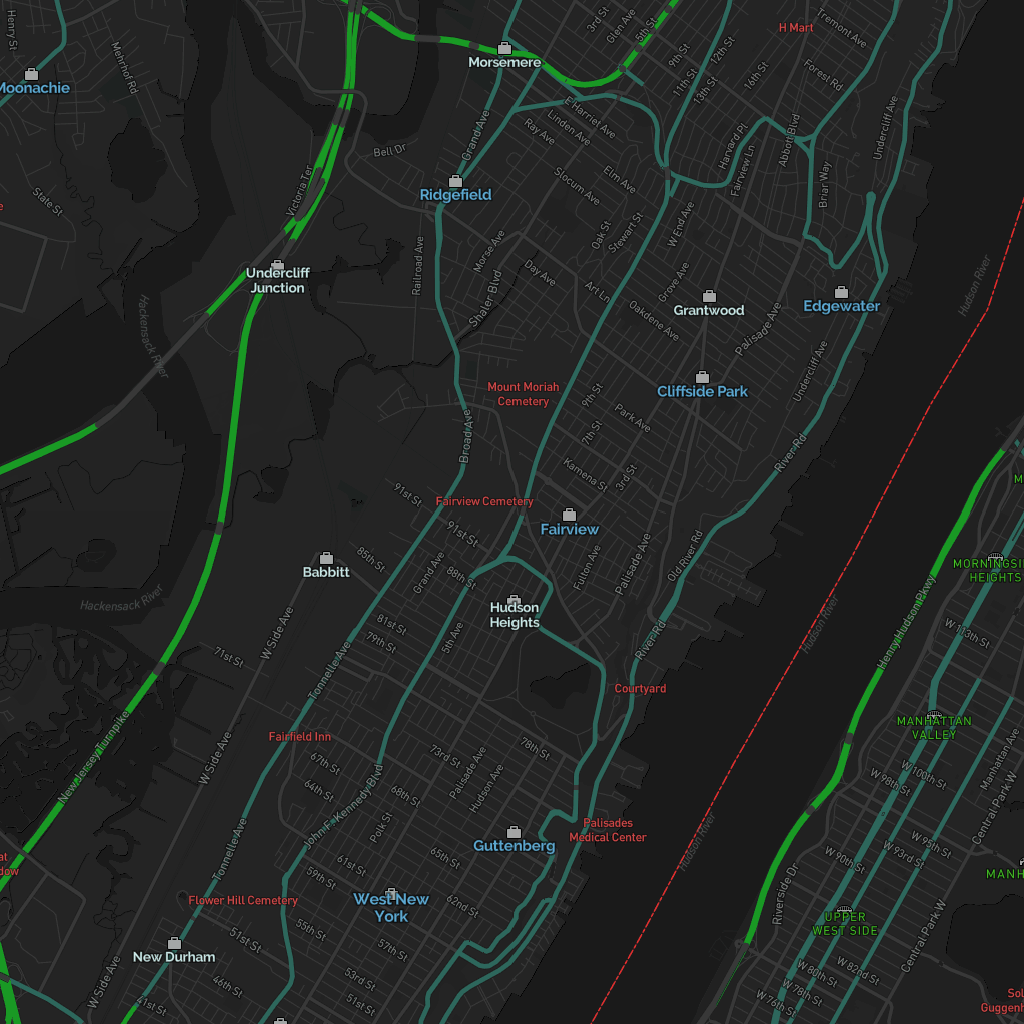 Henry St
Mehrhof Rd
Moonachie
State St
Morsemere
3rd St
Glen Ave
5th St
9th St
12th St
11th St
13th St
H Mart
Tremont Ave
16th St
Forest Rd
E Harriet Ave
Linden Ave
Ray Ave
Grand Ave
Bell Dr
Victoria Ter
Ridgefield
Slocum Ave
Elm Ave
Harvard Pl
Fairview Ln
Abbott Blvd
Briar Way
Undercliff Ave
Undercliff
Junction
Railroad Ave
Morse Ave
Shaler Blvd
Oak St
Stewart St
W End Ave
Day Ave
Art Ln
Grove Ave
Oakdene Ave
Grantwood
Palisade Ave
Edgewater
Hudson River
Hackensack River
Cliffside Park
Undercliff Ave
Mount Moriah
Cemetery
9th St
Park Ave
7th St
Broad Ave
Kamena St
3rd St
River Rd
91st St
Fairview Cemetery
Fairview
91st St
Babbitt
85th St
Grand Ave
88th St
Fulton Ave
Palisade Ave
Old River Rd
Hackensack River
Hudson
Heights
81st St
79th St
5th Ave
W Side Ave
71st St
River Rd
Hudson River
Henry Hudson Pkwy
MORNINGSI
HEIGHTS
W 113th St
Tonnelle Ave
Courtyard
New Jersey Turnpike
Fairfield Inn
W Side Ave
67th St
64th St
73rd St
78th St
Palisade Ave
Hudson Ave
68th St
MANHATTAN
VALLEY
Manhattan Ave
W 100th St
W 98th St
Central Park W
John F. Kennedy Blvd
Polk St
Tonnelle Ave
Palisades
Medical Center
Guttenberg
65th St
61st St
59th St
Hudson River
W 95th St
W 93rd St
W 90th St
MANH
Riverside Dr
Flower Hill Cemetery
West New
York
62nd St
55th St
57th St
51st St
New Durham
53rd St
46th St
51st St
W Side Ave
41st St
UPPER
WEST SIDE
Central Park W
W 82nd St
W 80th St
W 78th St
W 76th St
Sol
Guggenh